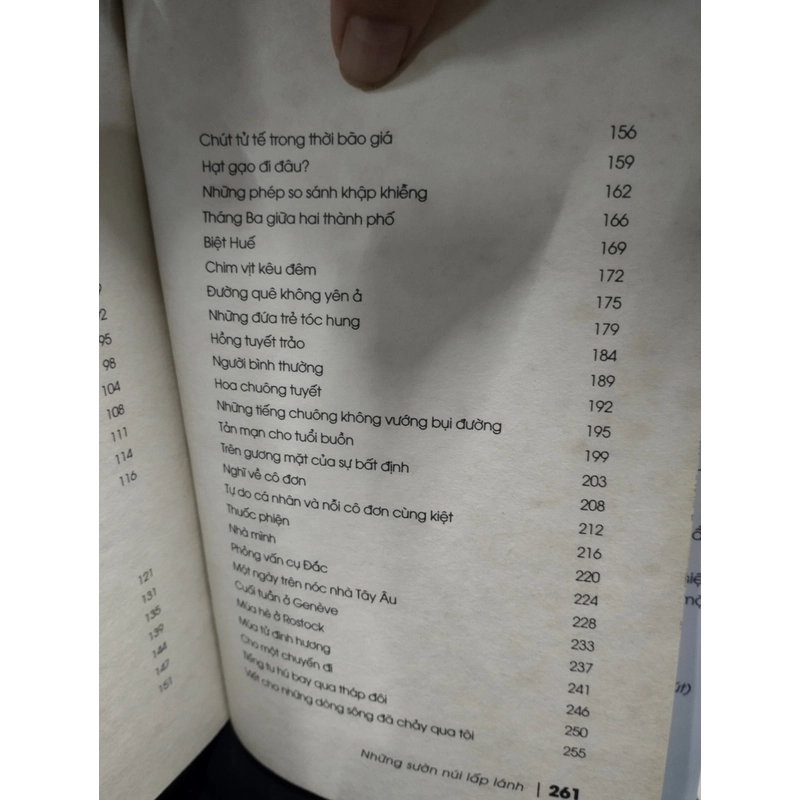 95
98
104
108
111
114
116
121
131
135
139
144
147
151
Chút tử tế trong thời bão giá 156
Hạt gạo đi đâu? 159
Những phép so sánh khập khiễng 162
Tháng Ba giữa hai thành phố 166
Biệt Huế 169
Chim vịt kêu đêm 172
Đường quê không yên ả 175
Những đứa trẻ tóc hung 179
Hồng tuyết trảo 184
Người bình thường 189
Hoa chuông tuyết 192
Những tiếng chuông không vướng bụi đường 195
Tản mạn cho tuổi buồn 199
Trên gương mặt của sự bất định 203
Nghĩ về cô đơn 208
Tự do cá nhân và nỗi cô đơn cùng kiệt 212
Thuốc phiện 216
Nhà mình 220
Phỏng vấn cụ Đắc 224
Một ngày trên nóc nhà Tây Âu 228
Cuối tuần ở Genève 233
Mùa hè ở Rostock 237
Mùa tử đinh hương 241
Cho một chuyến đi 246
Tiếng tu hú bay qua tháp đôi 250
Viết cho những dòng sông đã chảy qua tôi 255
Những sườn núi lấp lánh | 261